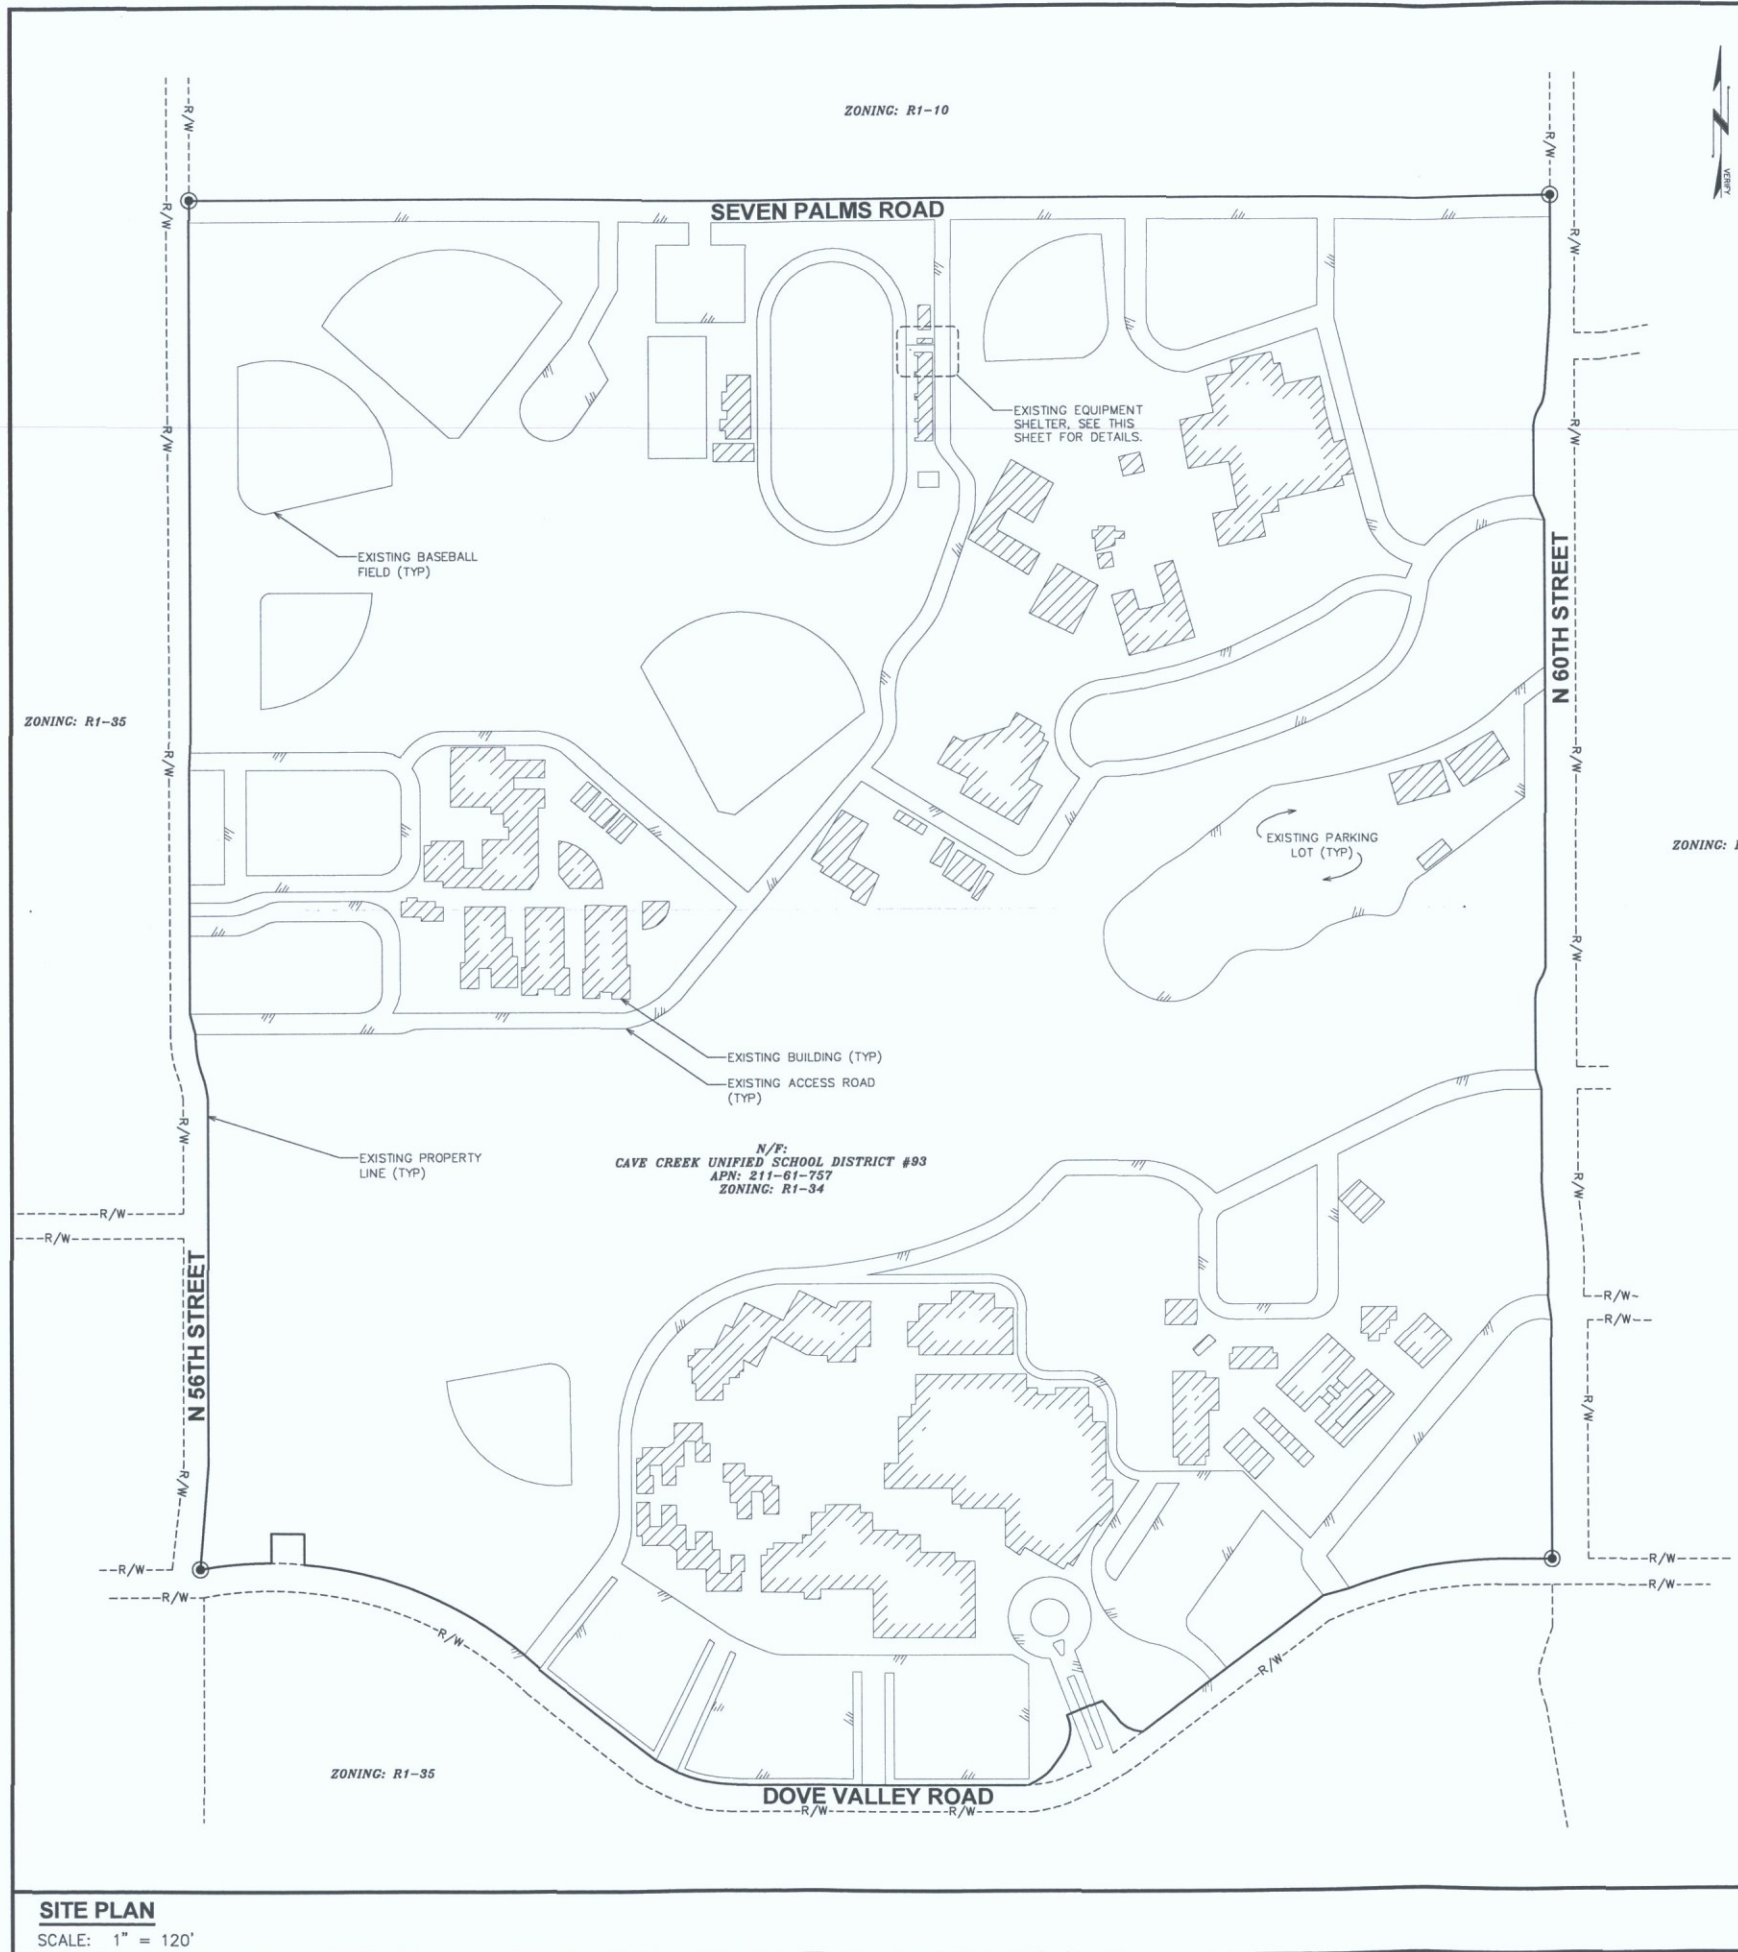 ZONING: R1-10
R/W
R/W
VERIFY
R/W
R/W
SEVEN PALMS ROAD
EXISTING EQUIPMENT
SHELTER, SEE THIS
SHEET FOR DETAILS.
R/W
R/W
EXISTING BASEBALL
FIELD (TYP)
N 60TH STREET
ZONING: R1-35
R/W
R/W
EXISTING PARKING
LOT (TYP)
ZONING:
R/W
EXISTING BUILDING (TYP)
EXISTING ACCESS ROAD
(TYP)
R/W
EXISTING PROPERTY
LINE (TYP)
N/F:
CAVE CREEK UNIFIED SCHOOL DISTRICT #93
APN: 211-61-757
ZONING: R1-34
R/W
R/W
R/W
N 56TH STREET
R/W
R/W
R/W
R/W
R/W
R/W
R/W
R/W
R/W
R/W
ZONING: R1-35
DOVE VALLEY ROAD
R/W
R/W
SITE PLAN
SCALE: 1" = 120'